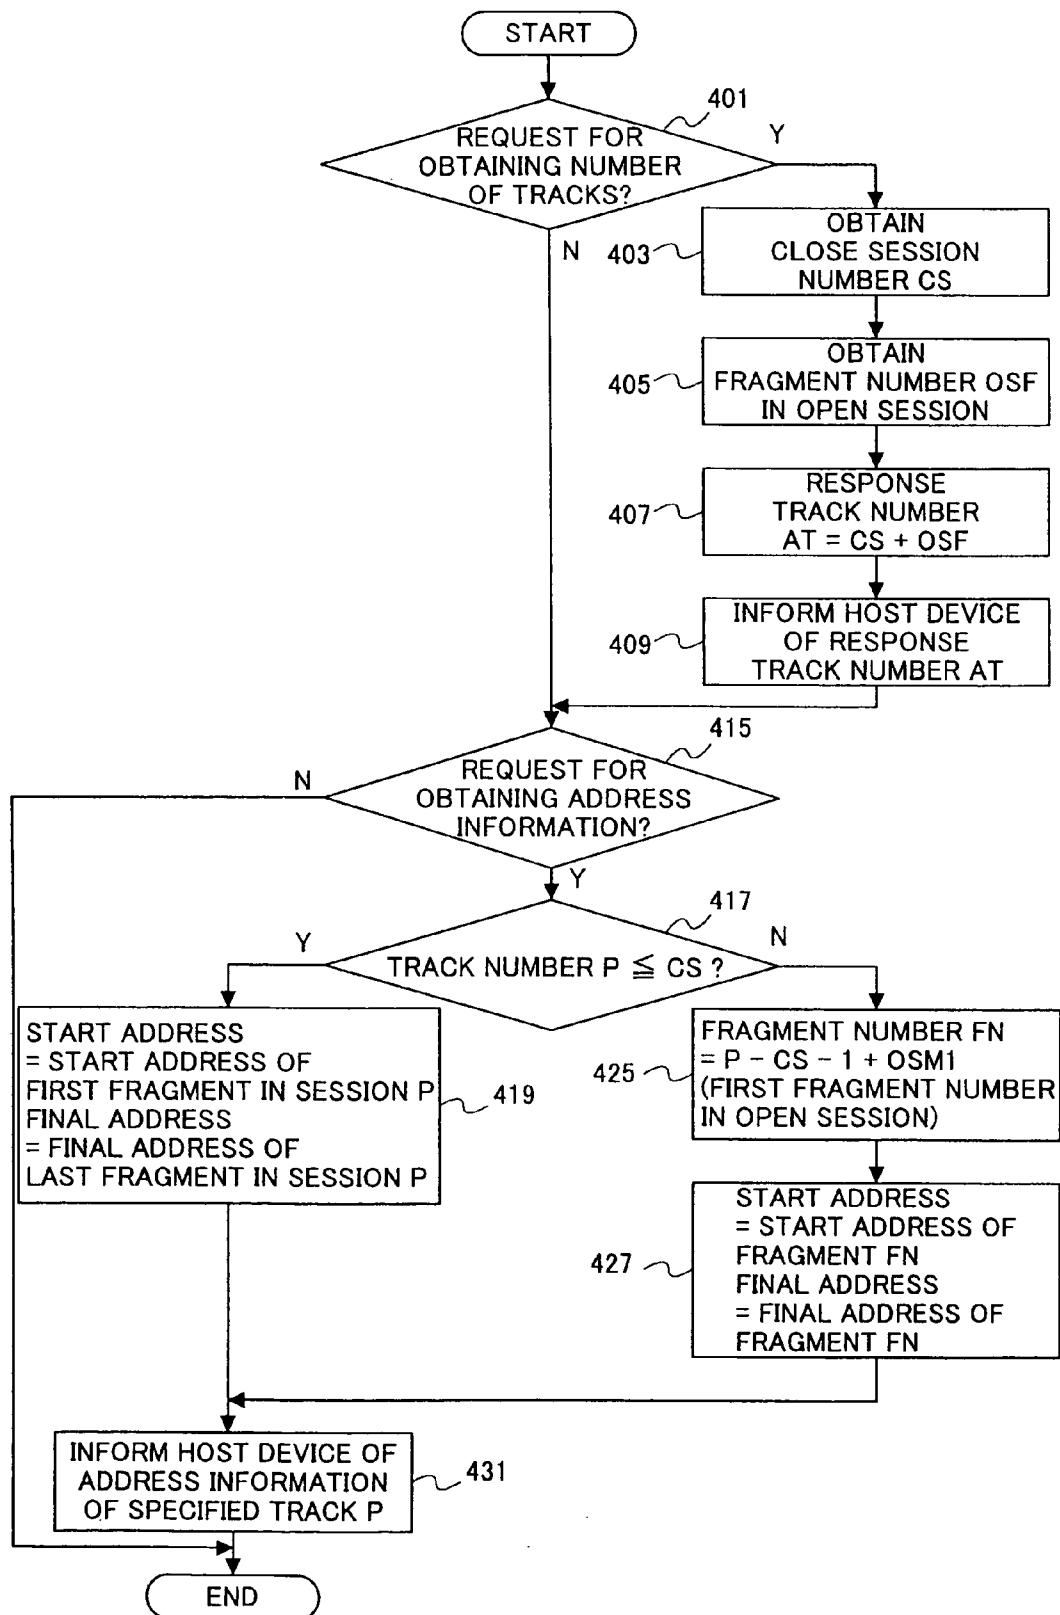 START
401
REQUEST FOR
OBTAINING NUMBER
OF TRACKS?
Y
N
403
OBTAIN
CLOSE SESSION
NUMBER CS
405
OBTAIN
FRAGMENT NUMBER OSF
IN OPEN SESSION
407
RESPONSE
TRACK NUMBER
AT = CS + OSF
409
INFORM HOST DEVICE
OF RESPONSE
TRACK NUMBER AT
415
REQUEST FOR
OBTAINING ADDRESS
INFORMATION?
N
Y
417
TRACK NUMBER P ≦ CS ?
Y
N
START ADDRESS
= START ADDRESS OF
FIRST FRAGMENT IN SESSION P
FINAL ADDRESS
= FINAL ADDRESS OF
LAST FRAGMENT IN SESSION P
419
425
FRAGMENT NUMBER FN
= P − CS − 1 + OSM1
(FIRST FRAGMENT NUMBER
IN OPEN SESSION)
427
START ADDRESS
= START ADDRESS OF
FRAGMENT FN
FINAL ADDRESS
= FINAL ADDRESS OF
FRAGMENT FN
INFORM HOST DEVICE OF
ADDRESS INFORMATION
OF SPECIFIED TRACK P
431
END